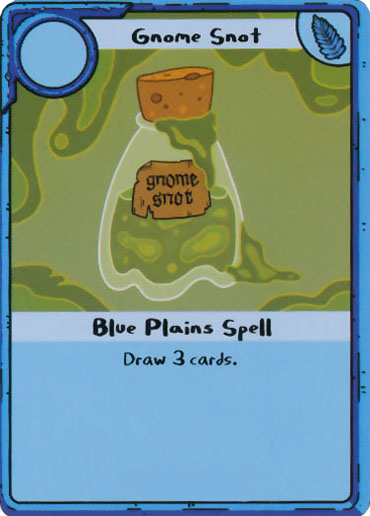 Gnome Snot
gnome
snot
Blue Plains Spell
Draw 3 cards.